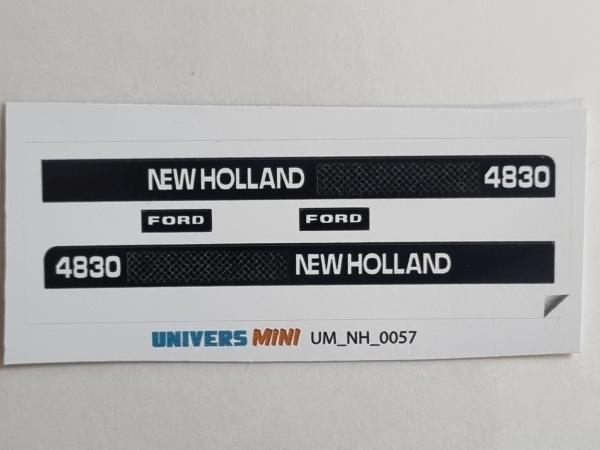 NEW HOLLAND 4830
FORD FORD
4830 NEW HOLLAND
UNIVERS MINI UM_NH_0057